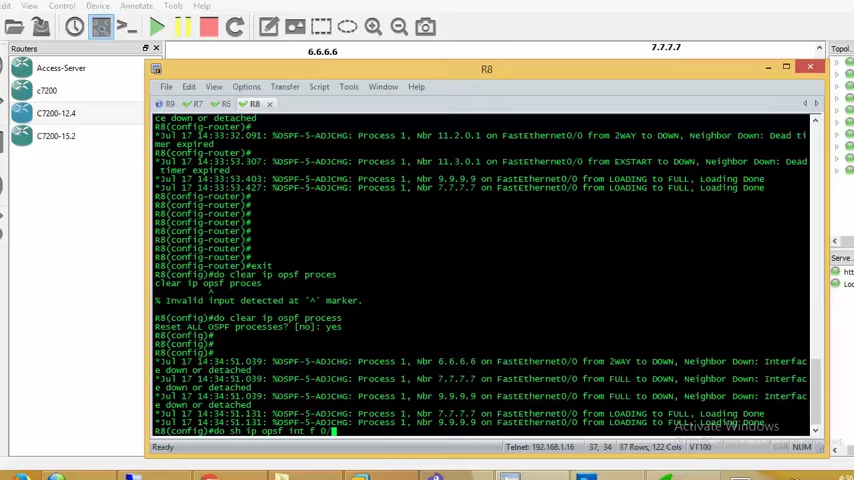 Edit View Control Device Annotate Tools Help
6.6.6.6
7.7.7.7
Routers
Topol..
Access-Server
c7200
C7200-12.4
C7200-15.2
R8
File Edit View Options Transfer Script Tools Window Help
R9 R7 R6 R8
ce down or detached
R8(config-router)#
*Jul 17 14:33:32.091: %OSPF-5-ADJCHG: Process 1, Nbr 11.2.0.1 on FastEthernet0/0 from 2WAY to DOWN, Neighbor Down: Dead
timer expired
R8(config-router)#
*Jul 17 14:33:53.307: %OSPF-5-ADJCHG: Process 1, Nbr 11.3.0.1 on FastEthernet0/0 from EXSTART to DOWN, Neighbor Down: Dead
timer expired
*Jul 17 14:33:53.403: %OSPF-5-ADJCHG: Process 1, Nbr 9.9.9.9 on FastEthernet0/0 from LOADING to FULL, Loading Done
*Jul 17 14:33:53.427: %OSPF-5-ADJCHG: Process 1, Nbr 7.7.7.7 on FastEthernet0/0 from LOADING to FULL, Loading Done
R8(config-router)#
R8(config-router)#
R8(config-router)#
R8(config-router)#
R8(config-router)#
R8(config-router)#
R8(config-router)#
R8(config-router)#
R8(config-router)#exit
R8(config)#do clear ip opsf proces
clear ip opsf proces
^
% Invalid input detected at '^' marker.
R8(config)#do clear ip ospf process
Reset ALL OSPF processes? [no]: yes
R8(config)#
R8(config)#
R8(config)#
*Jul 17 14:34:51.039: %OSPF-5-ADJCHG: Process 1, Nbr 6.6.6.6 on FastEthernet0/0 from 2WAY to DOWN, Neighbor Down: Interfac
e down or detached
*Jul 17 14:34:51.039: %OSPF-5-ADJCHG: Process 1, Nbr 7.7.7.7 on FastEthernet0/0 from FULL to DOWN, Neighbor Down: Interfac
e down or detached
*Jul 17 14:34:51.039: %OSPF-5-ADJCHG: Process 1, Nbr 9.9.9.9 on FastEthernet0/0 from FULL to DOWN, Neighbor Down: Interfac
e down or detached
*Jul 17 14:34:51.131: %OSPF-5-ADJCHG: Process 1, Nbr 7.7.7.7 on FastEthernet0/0 from LOADING to FULL, Loading Done
*Jul 17 14:34:51.131: %OSPF-5-ADJCHG: Process 1, Nbr 9.9.9.9 on FastEthernet0/0 from LOADING to FULL, Loading Done
R8(config)#do sh ip opsf int f 0/
Activate Windows
Serve..
Ready Telnet: 192.168.1.16 37, 34 37 Rows, 122 Cols VT100 CAP NUM